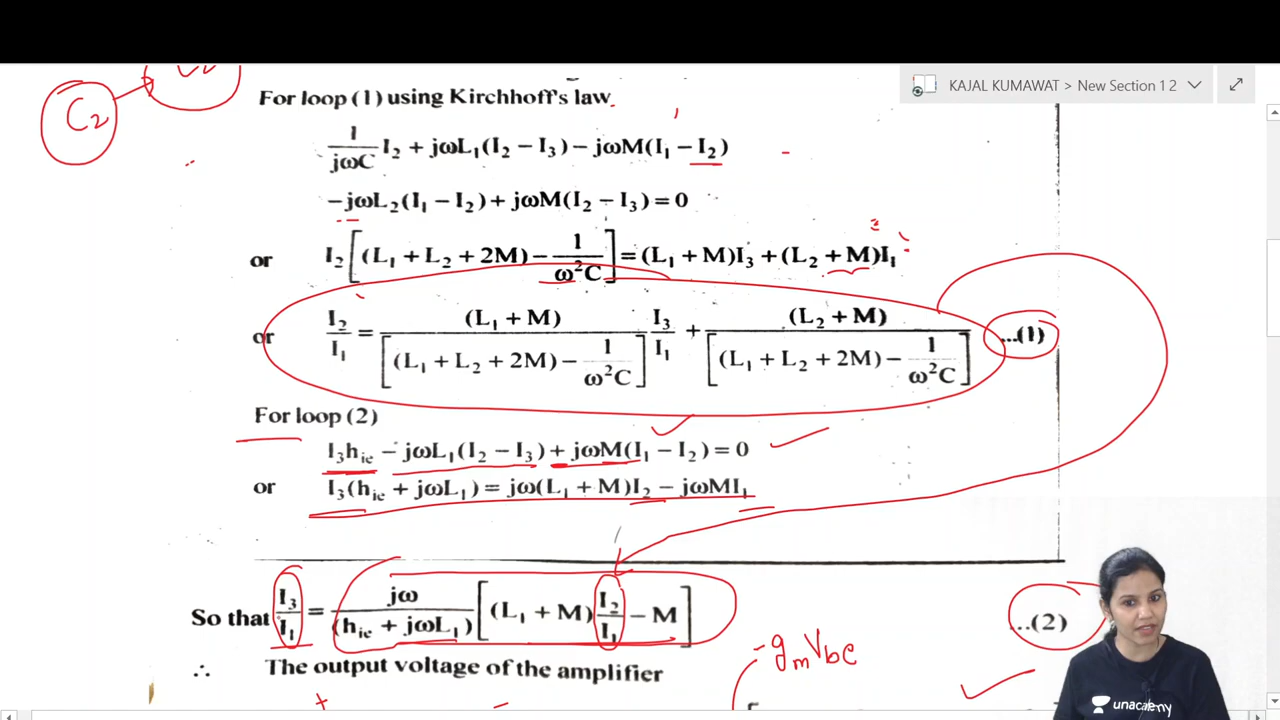 KAJAL KUMAWAT > New Section 1 2
C₂
For loop (1) using Kirchhoff's law.
1/jωC I₂ + jωL₁(I₂ − I₃) − jωM(I₁ − I₂)
−jωL₂(I₁ − I₂) + jωM(I₂ − I₃) = 0
or I₂[(L₁ + L₂ + 2M) − 1/ω²C] = (L₁ + M)I₃ + (L₂ + M)I₁
or I₂/I₁ = (L₁ + M)/[(L₁ + L₂ + 2M) − 1/ω²C] I₃/I₁ + (L₂ + M)/[(L₁ + L₂ + 2M) − 1/ω²C] ...(1)
For loop (2)
I₃hᵢₑ − jωL₁(I₂ − I₃) + jωM(I₁ − I₂) = 0
or I₃(hᵢₑ + jωL₁) = jω(L₁ + M)I₂ − jωMI₁
So that I₃/I₁ = jω/(hᵢₑ + jωL₁) [(L₁ + M) I₂/I₁ − M] ...(2)
−gₘVbe
∴ The output voltage of the amplifier
unacademy